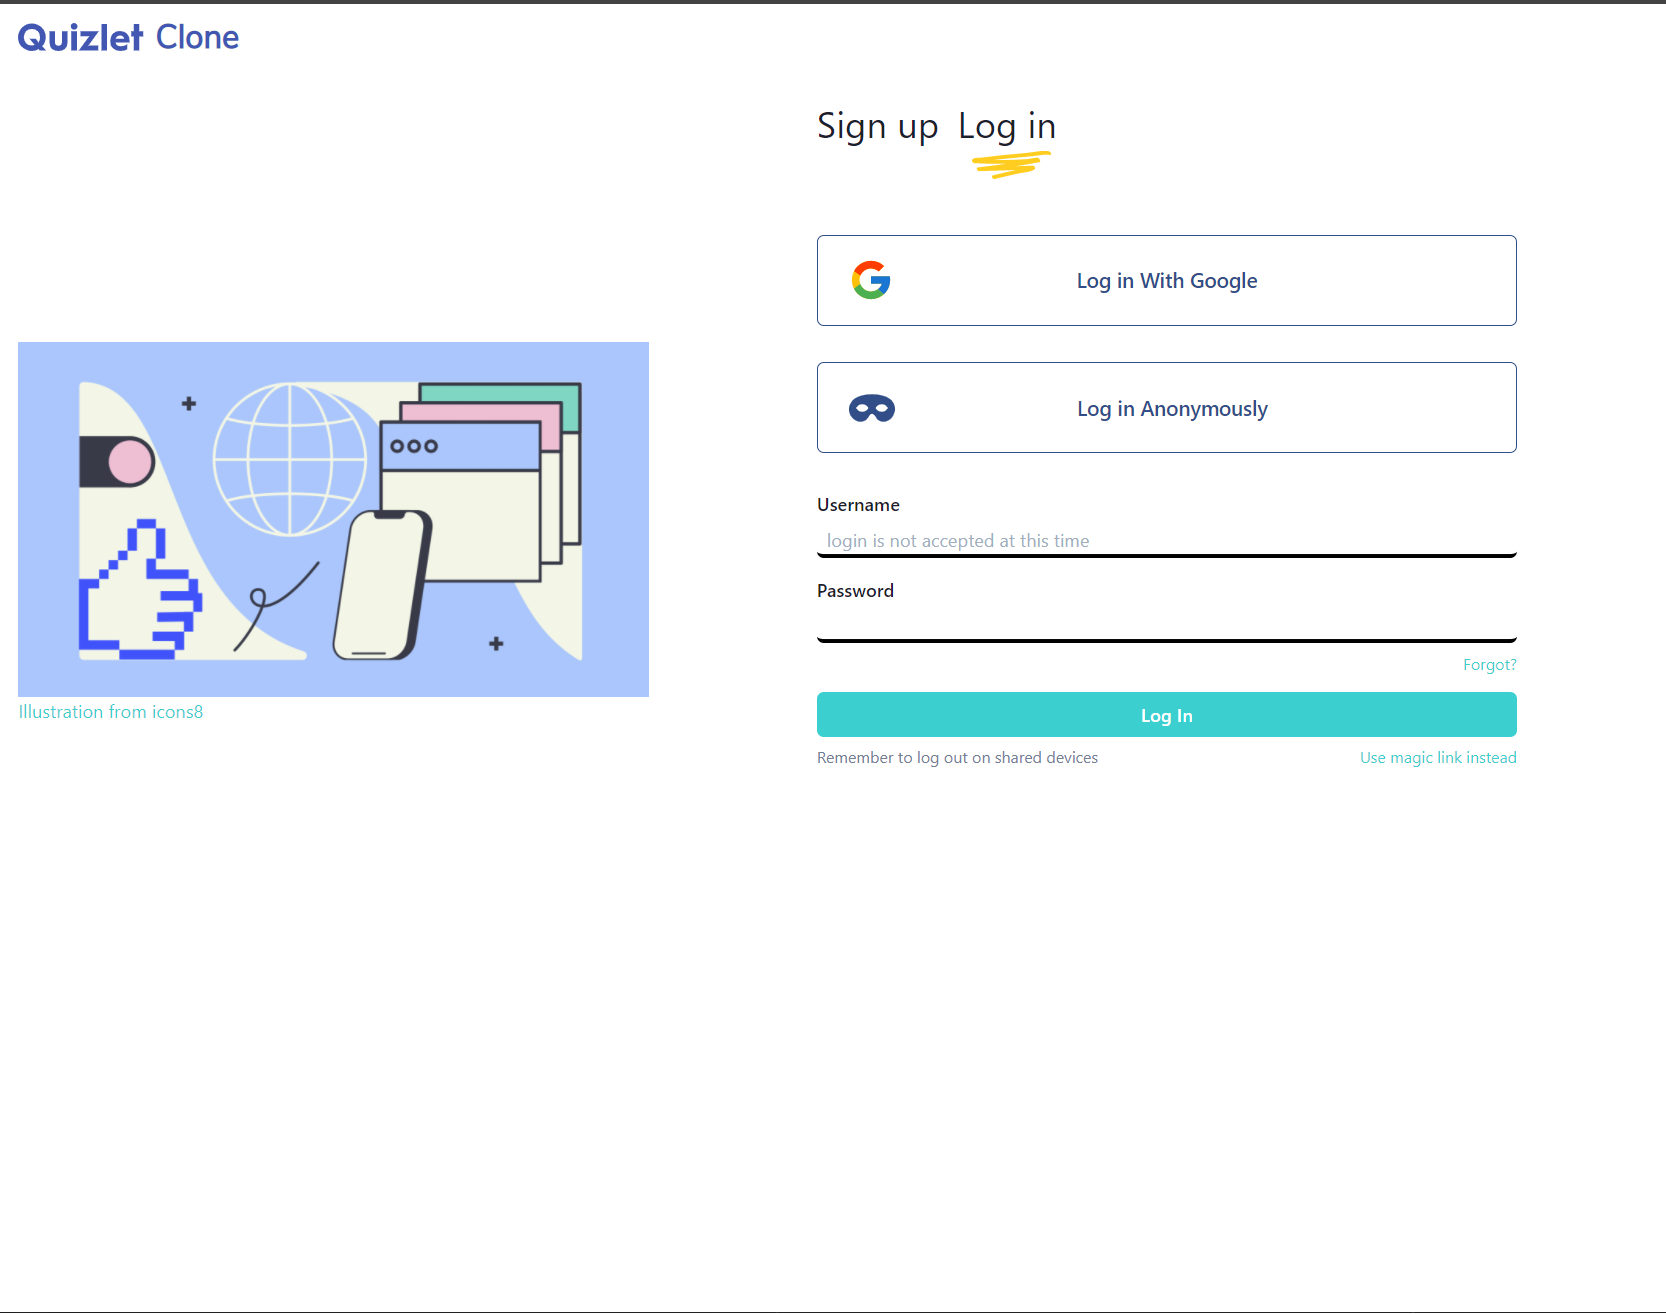 Quizlet Clone
Sign up Log in
Log in With Google
Log in Anonymously
Username
login is not accepted at this time
Password
Forgot?
Log In
Remember to log out on shared devices
Use magic link instead
Illustration from icons8